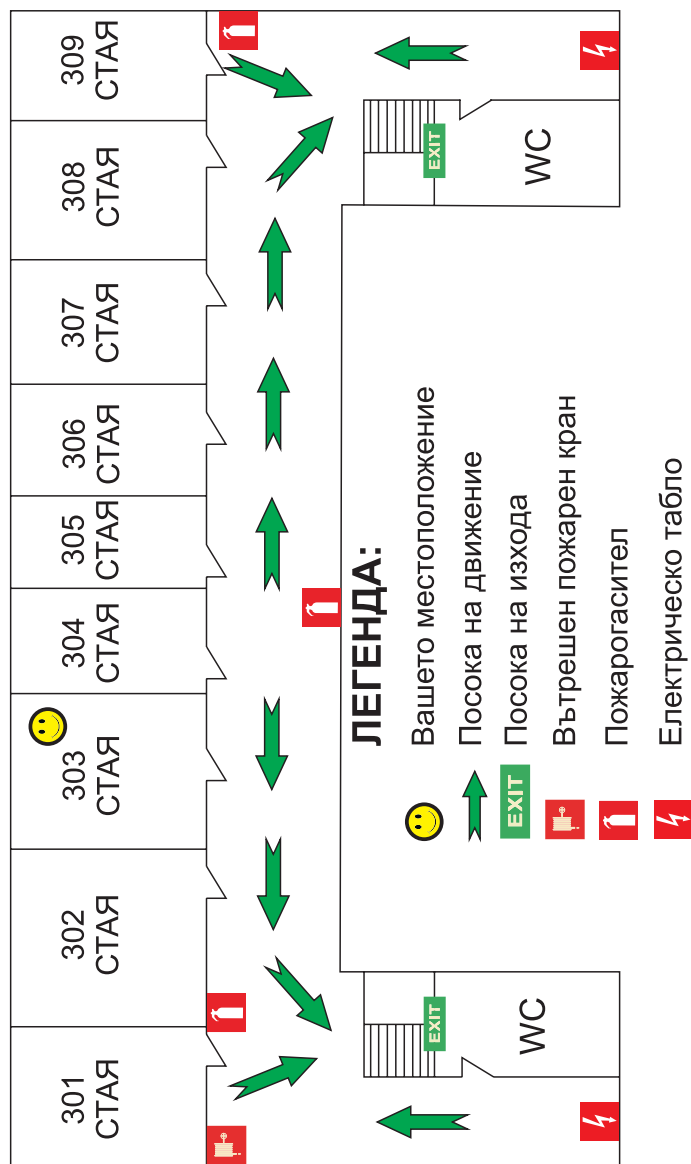 301
СТАЯ
302
СТАЯ
303
СТАЯ
304
СТАЯ
305
СТАЯ
306
СТАЯ
307
СТАЯ
308
СТАЯ
309
СТАЯ
EXIT
WC
EXIT
WC
ЛЕГЕНДА:
Вашето местоположение
Посока на движение
EXIT Посока на изхода
Вътрешен пожарен кран
Пожарогасител
Електрическо табло